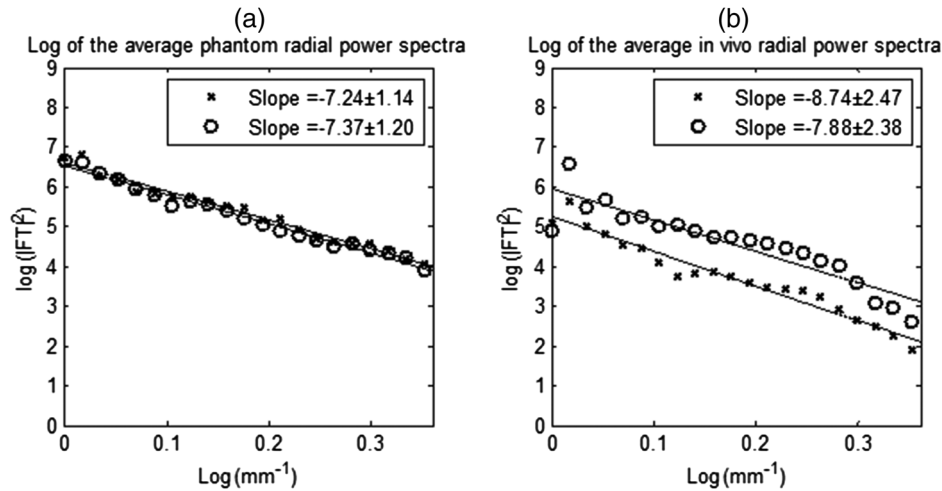 (a)
Log of the average phantom radial power spectra
9
8
7
6
5
4
3
2
1
0
0
0.1
0.2
0.3
log(|FT|²)
Log(mm⁻¹)
Slope =-7.24±1.14
Slope =-7.37±1.20
(b)
Log of the average in vivo radial power spectra
9
8
7
6
5
4
3
2
1
0
0
0.1
0.2
0.3
log(|FT|²)
Log(mm⁻¹)
Slope =-8.74±2.47
Slope =-7.88±2.38